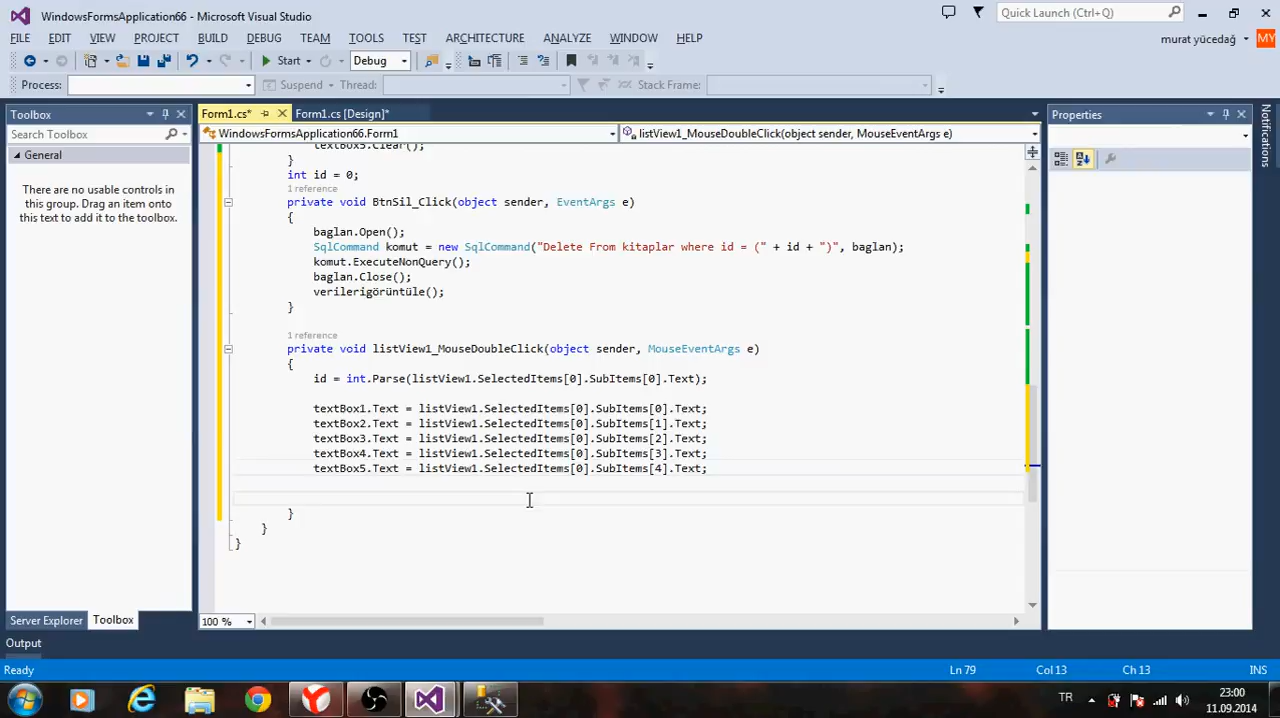 WindowsFormsApplication66 - Microsoft Visual Studio
Quick Launch (Ctrl+Q)
FILE EDIT VIEW PROJECT BUILD DEBUG TEAM TOOLS TEST ARCHITECTURE ANALYZE WINDOW HELP
murat yücedağ MY
Start Debug
Process: Suspend Thread: Stack Frame:
Toolbox
Form1.cs* Form1.cs [Design]*
Properties
Search Toolbox
WindowsFormsApplication66.Form1
listView1_MouseDoubleClick(object sender, MouseEventArgs e)
General
There are no usable controls in
this group. Drag an item onto
this text to add it to the toolbox.
textBox5.Clear();
}
int id = 0;
1 reference
private void BtnSil_Click(object sender, EventArgs e)
{
baglan.Open();
SqlCommand komut = new SqlCommand("Delete From kitaplar where id = (" + id + ")", baglan);
komut.ExecuteNonQuery();
baglan.Close();
verilerigörüntüle();
}
1 reference
private void listView1_MouseDoubleClick(object sender, MouseEventArgs e)
{
id = int.Parse(listView1.SelectedItems[0].SubItems[0].Text);
textBox1.Text = listView1.SelectedItems[0].SubItems[0].Text;
textBox2.Text = listView1.SelectedItems[0].SubItems[1].Text;
textBox3.Text = listView1.SelectedItems[0].SubItems[2].Text;
textBox4.Text = listView1.SelectedItems[0].SubItems[3].Text;
textBox5.Text = listView1.SelectedItems[0].SubItems[4].Text;
}
}
}
Notifications
Server Explorer Toolbox
100 %
Output
Ready Ln 79 Col 13 Ch 13 INS
TR
23:00
11.09.2014